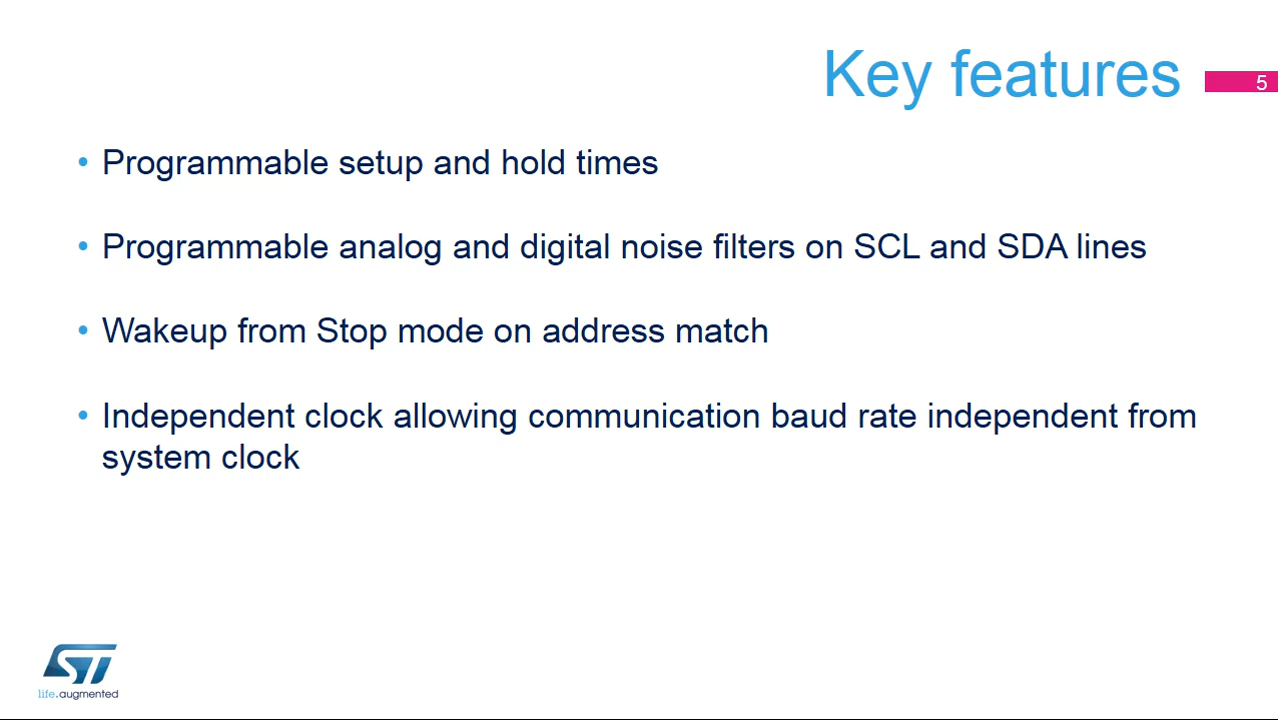 Key features
5
• Programmable setup and hold times
• Programmable analog and digital noise filters on SCL and SDA lines
• Wakeup from Stop mode on address match
• Independent clock allowing communication baud rate independent from
system clock
ST
life.augmented